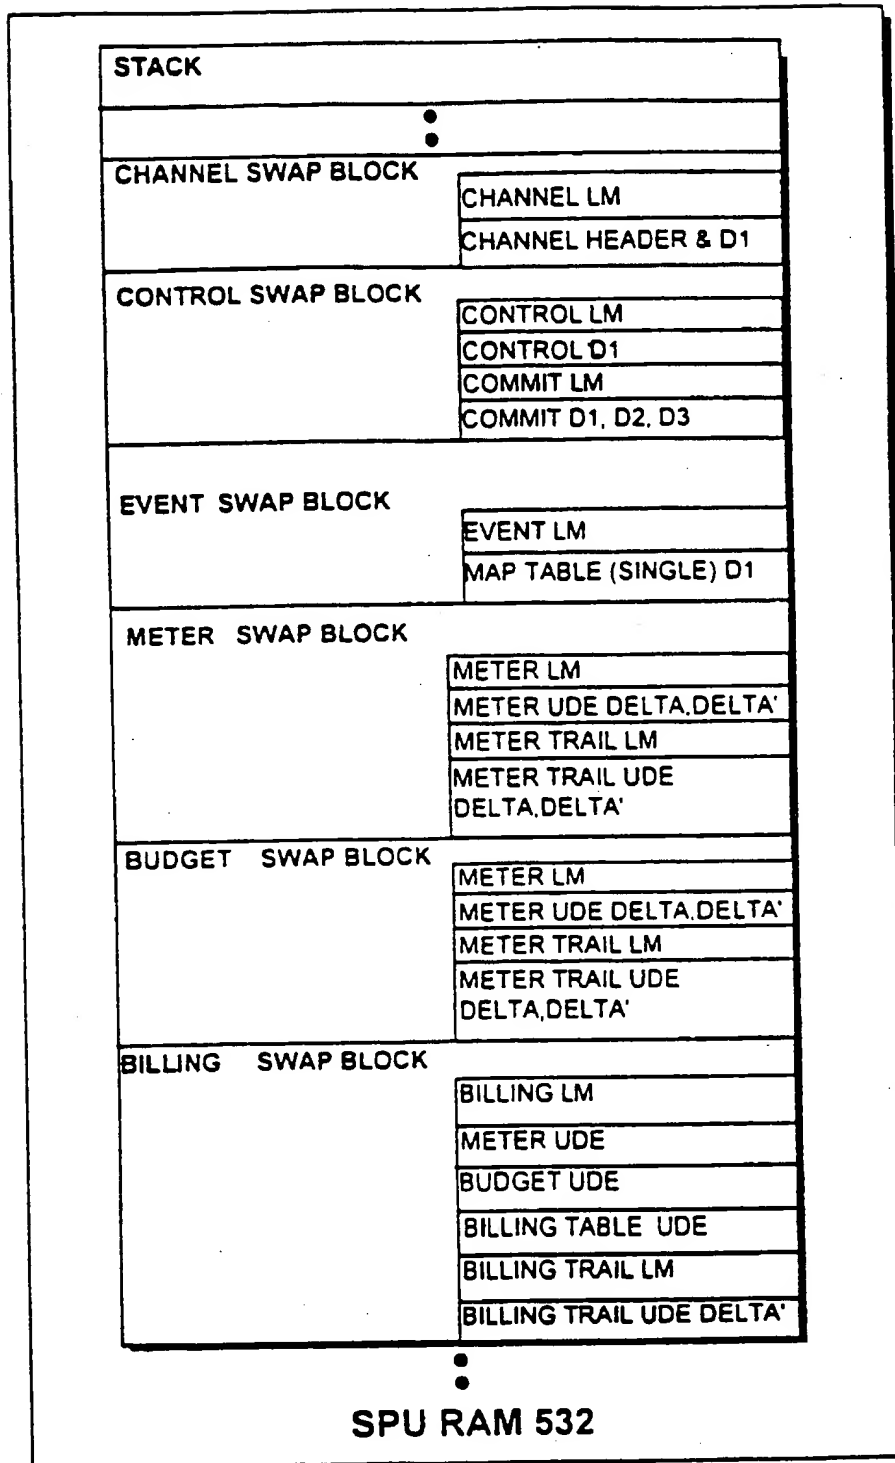 STACK
CHANNEL SWAP BLOCK
CHANNEL LM
CHANNEL HEADER & D1
CONTROL SWAP BLOCK
CONTROL LM
CONTROL D1
COMMIT LM
COMMIT D1, D2, D3
EVENT SWAP BLOCK
EVENT LM
MAP TABLE (SINGLE) D1
METER SWAP BLOCK
METER LM
METER UDE DELTA,DELTA'
METER TRAIL LM
METER TRAIL UDE
DELTA,DELTA'
BUDGET SWAP BLOCK
METER LM
METER UDE DELTA,DELTA'
METER TRAIL LM
METER TRAIL UDE
DELTA,DELTA'
BILLING SWAP BLOCK
BILLING LM
METER UDE
BUDGET UDE
BILLING TABLE UDE
BILLING TRAIL LM
BILLING TRAIL UDE DELTA'
SPU RAM 532